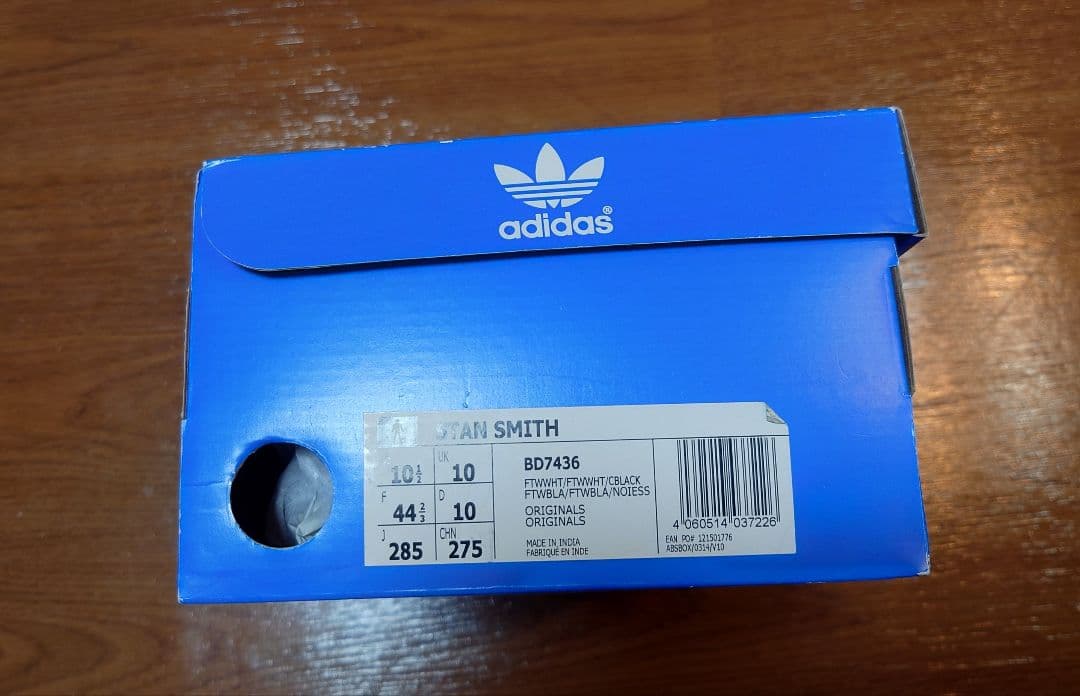 adidas®
STAN SMITH
10½ UK 10
F 44⅔ D 10
J 285 CHN 275
BD7436
FTWWHT/FTWWHT/CBLACK
FTWBLA/FTWBLA/NOIESS
ORIGINALS
ORIGINALS
MADE IN INDIA
FABRIQUÉ EN INDE
4 060514 037226
EAN PO# 121501776
ABSBOX/0314/V10